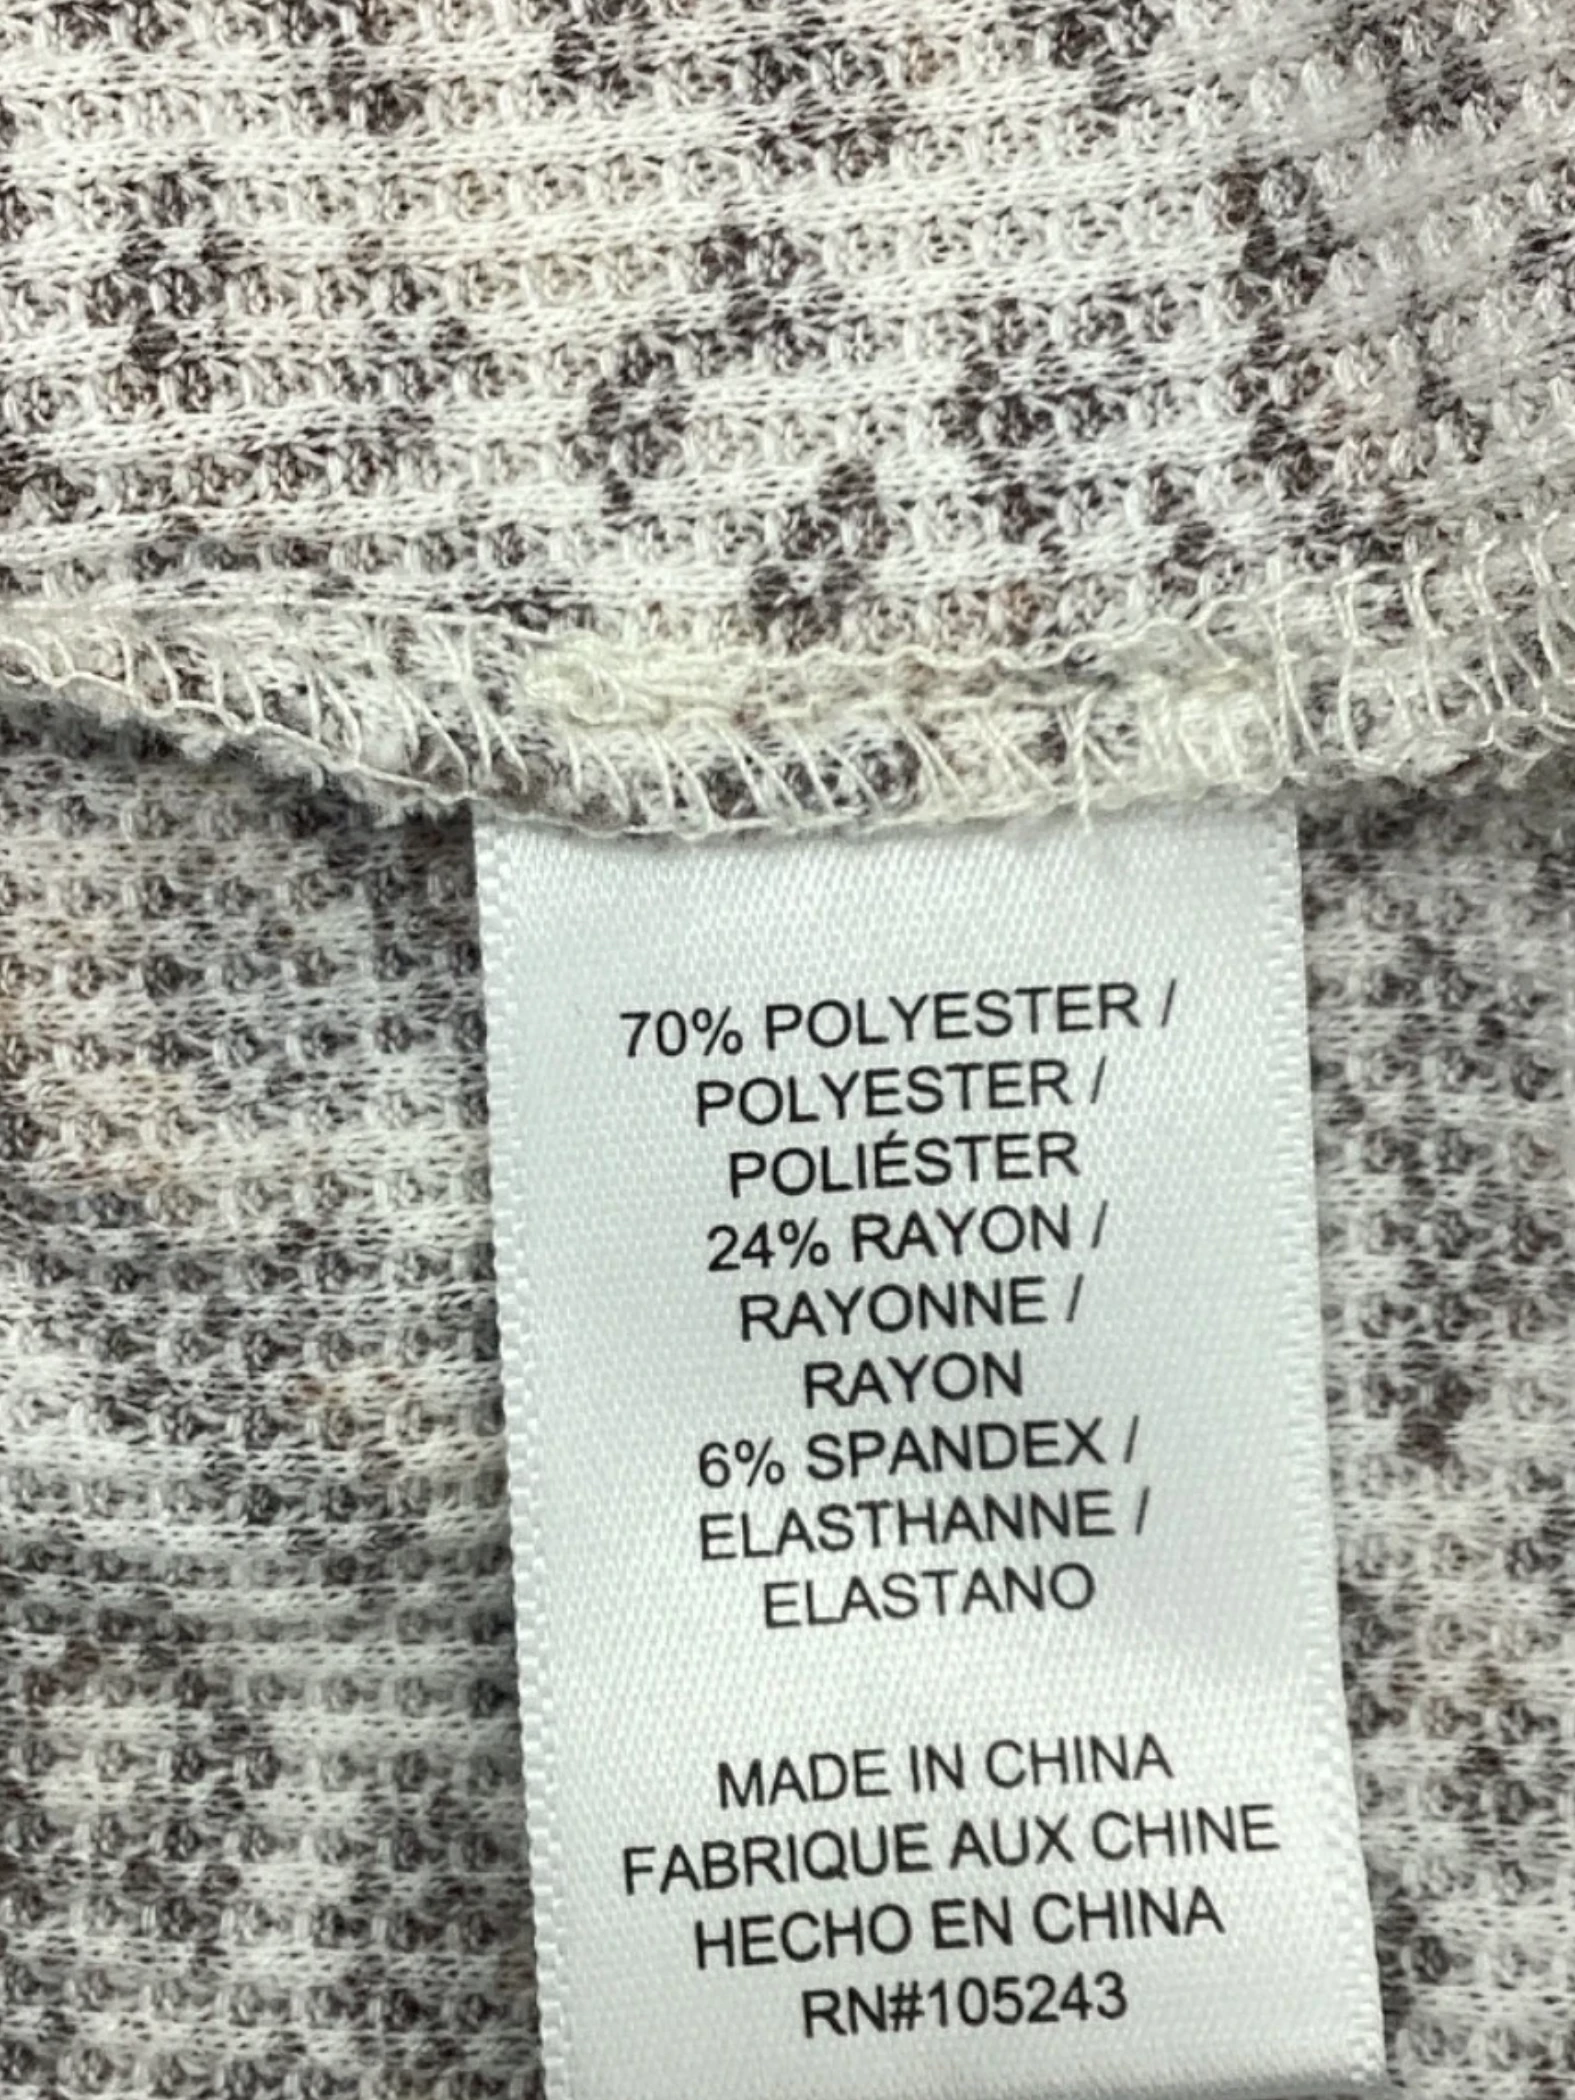 70% POLYESTER /
POLYESTER /
POLIÉSTER
24% RAYON /
RAYONNE /
RAYON
6% SPANDEX /
ELASTHANNE /
ELASTANO
MADE IN CHINA
FABRIQUE AUX CHINE
HECHO EN CHINA
RN#105243